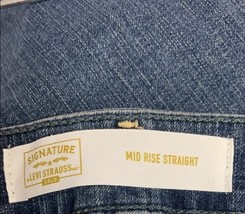 SIGNATURE
BY
LEVI STRAUSS
GOLD
MID RISE STRAIGHT